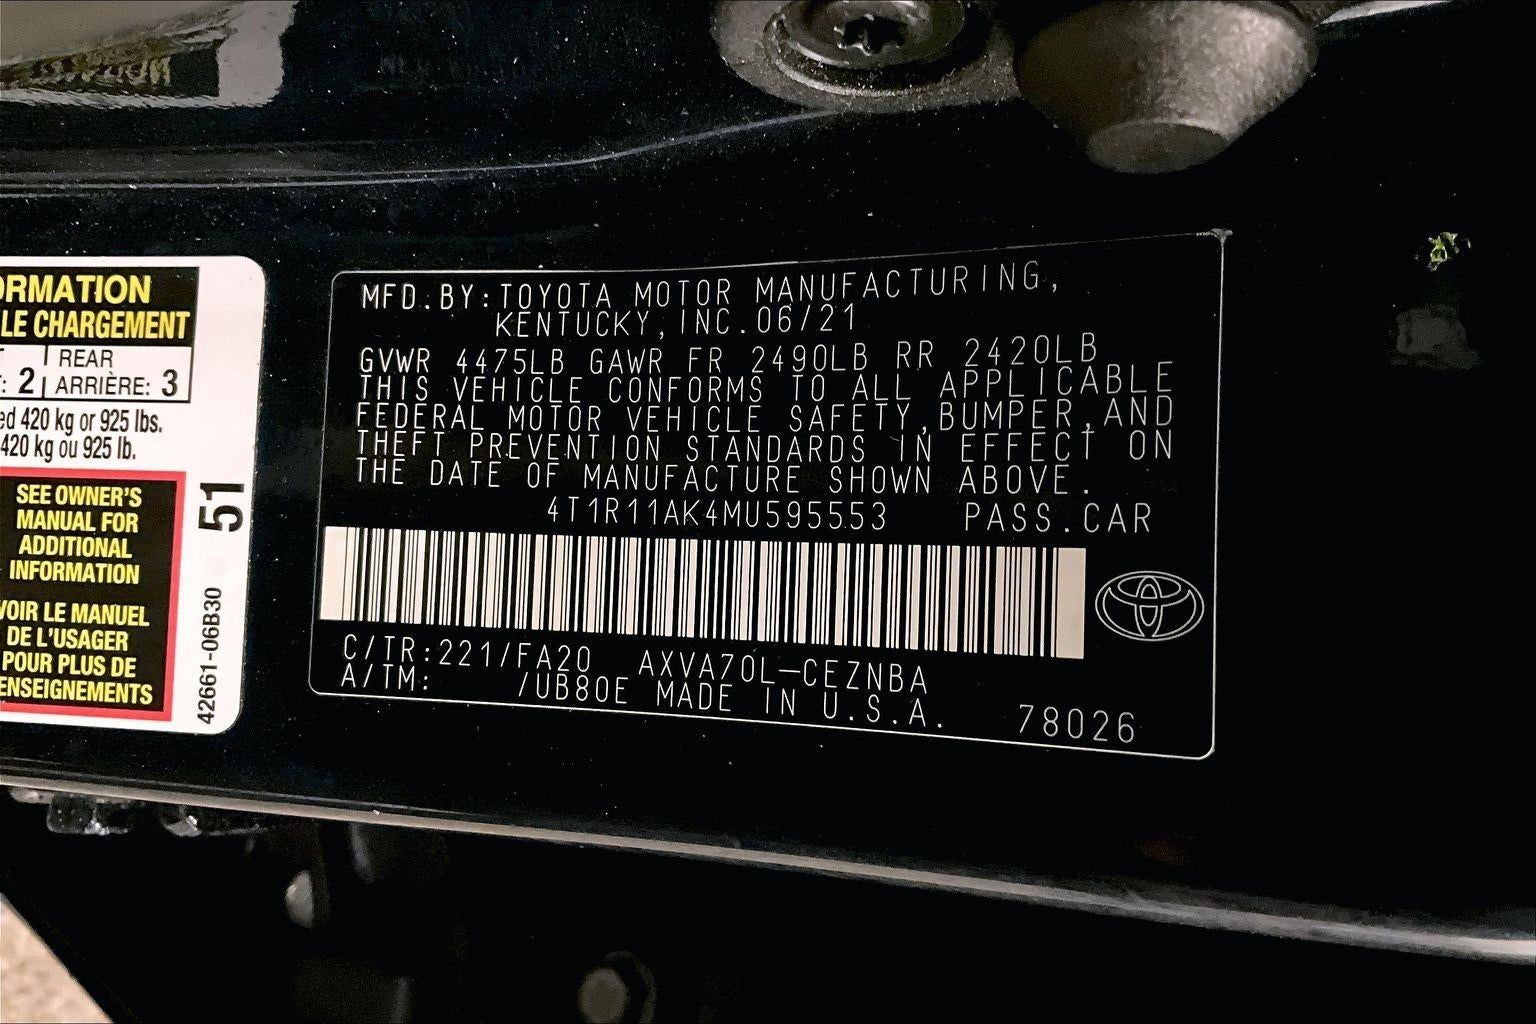 ORMATION
LE CHARGEMENT
REAR
: 2 ARRIÈRE: 3
ed 420 kg or 925 lbs.
420 kg ou 925 lb.
SEE OWNER'S
MANUAL FOR
ADDITIONAL
INFORMATION
VOIR LE MANUEL
DE L'USAGER
POUR PLUS DE
ENSEIGNEMENTS
51
42661-06B30
MFD.BY:TOYOTA MOTOR MANUFACTURING,
KENTUCKY,INC.06/21
GVWR 4475LB GAWR FR 2490LB RR 2420LB
THIS VEHICLE CONFORMS TO ALL APPLICABLE
FEDERAL MOTOR VEHICLE SAFETY,BUMPER,AND
THEFT PREVENTION STANDARDS IN EFFECT ON
THE DATE OF MANUFACTURE SHOWN ABOVE.
4T1R11AK4MU595553 PASS.CAR
C/TR:221/FA20 AXVA70L-CEZNBA
A/TM: /UB80E MADE IN U.S.A. 78026